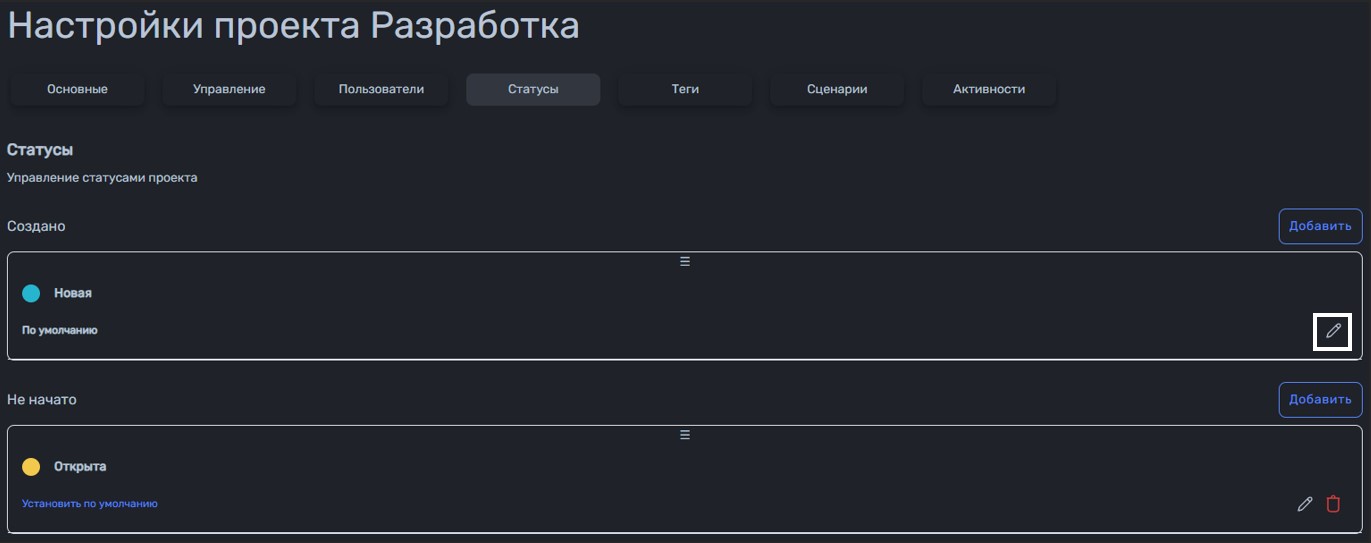 Настройки проекта Разработка
Основные Управление Пользователи Статусы Теги Сценарии Активности
Статусы
Управление статусами проекта
Создано Добавить
Новая
По умолчанию
Не начато Добавить
Открыта
Установить по умолчанию